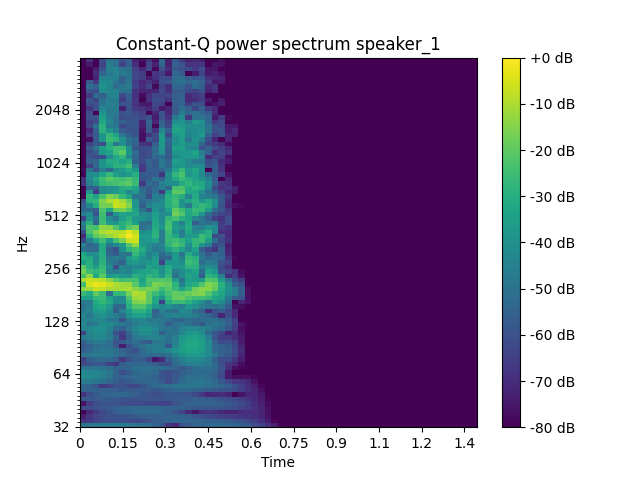 Constant-Q power spectrum speaker_1
Hz
2048
1024
512
256
128
64
32
0 0.15 0.3 0.45 0.6 0.75 0.9 1.1 1.2 1.4
Time
+0 dB
-10 dB
-20 dB
-30 dB
-40 dB
-50 dB
-60 dB
-70 dB
-80 dB